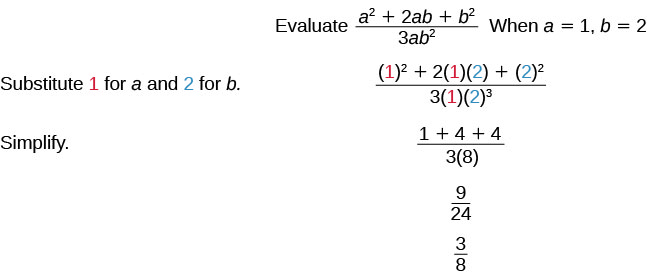 Evaluate (a² + 2ab + b²)/(3ab²) When a = 1, b = 2
Substitute 1 for a and 2 for b. ((1)² + 2(1)(2) + (2)²)/(3(1)(2)³)
Simplify. (1 + 4 + 4)/(3(8))
9/24
3/8